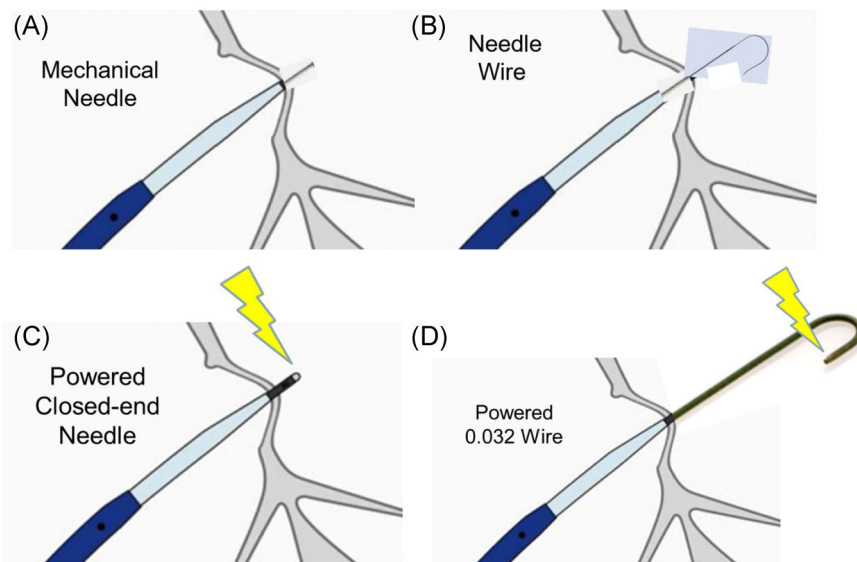 (A)
Mechanical
Needle
(B)
Needle
Wire
(C)
Powered
Closed-end
Needle
(D)
Powered
0.032 Wire